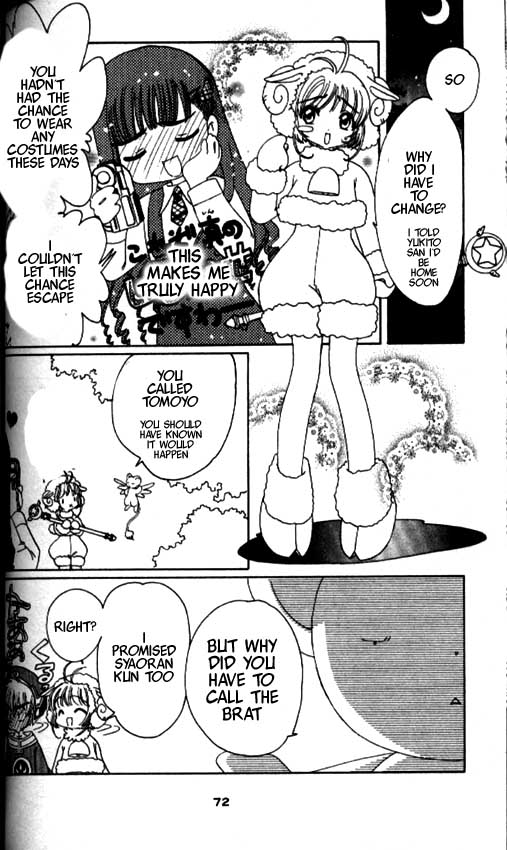 SO
WHY
DID I
HAVE
TO
CHANGE?
I TOLD
YUKITO
SAN I'D
BE
HOME
SOON
YOU
HADN'T
HAD THE
CHANCE
TO WEAR
ANY
COSTUMES
THESE DAYS
I
COULDN'T
LET THIS
CHANCE
ESCAPE
THIS
MAKES ME
TRULY HAPPY
YOU
CALLED
TOMOYO
YOU SHOULD
HAVE KNOWN
IT WOULD
HAPPEN
BUT WHY
DID YOU
HAVE TO
CALL THE
BRAT
I
PROMISED
SYAORAN
KUN TOO
RIGHT?
72